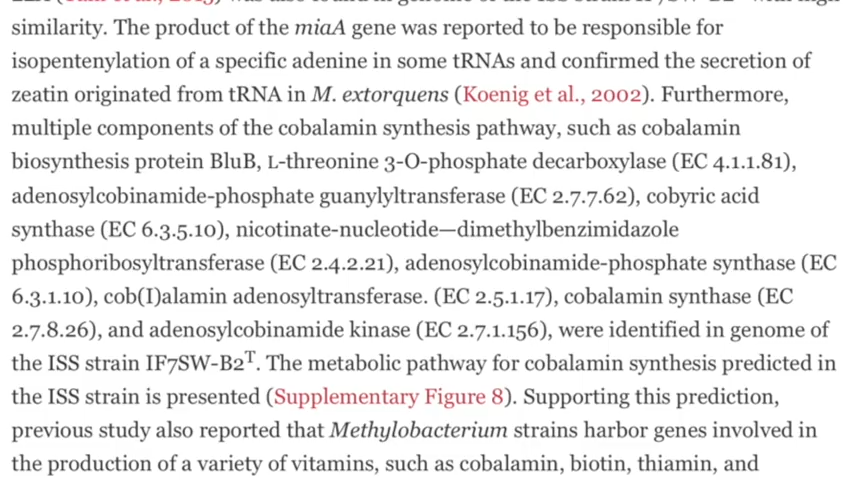 similarity. The product of the miaA gene was reported to be responsible for
isopentenylation of a specific adenine in some tRNAs and confirmed the secretion of
zeatin originated from tRNA in M. extorquens (Koenig et al., 2002). Furthermore,
multiple components of the cobalamin synthesis pathway, such as cobalamin
biosynthesis protein BluB, L-threonine 3-O-phosphate decarboxylase (EC 4.1.1.81),
adenosylcobinamide-phosphate guanylyltransferase (EC 2.7.7.62), cobyric acid
synthase (EC 6.3.5.10), nicotinate-nucleotide—dimethylbenzimidazole
phosphoribosyltransferase (EC 2.4.2.21), adenosylcobinamide-phosphate synthase (EC
6.3.1.10), cob(I)alamin adenosyltransferase. (EC 2.5.1.17), cobalamin synthase (EC
2.7.8.26), and adenosylcobinamide kinase (EC 2.7.1.156), were identified in genome of
the ISS strain IF7SW-B2ᵀ. The metabolic pathway for cobalamin synthesis predicted in
the ISS strain is presented (Supplementary Figure 8). Supporting this prediction,
previous study also reported that Methylobacterium strains harbor genes involved in
the production of a variety of vitamins, such as cobalamin, biotin, thiamin, and